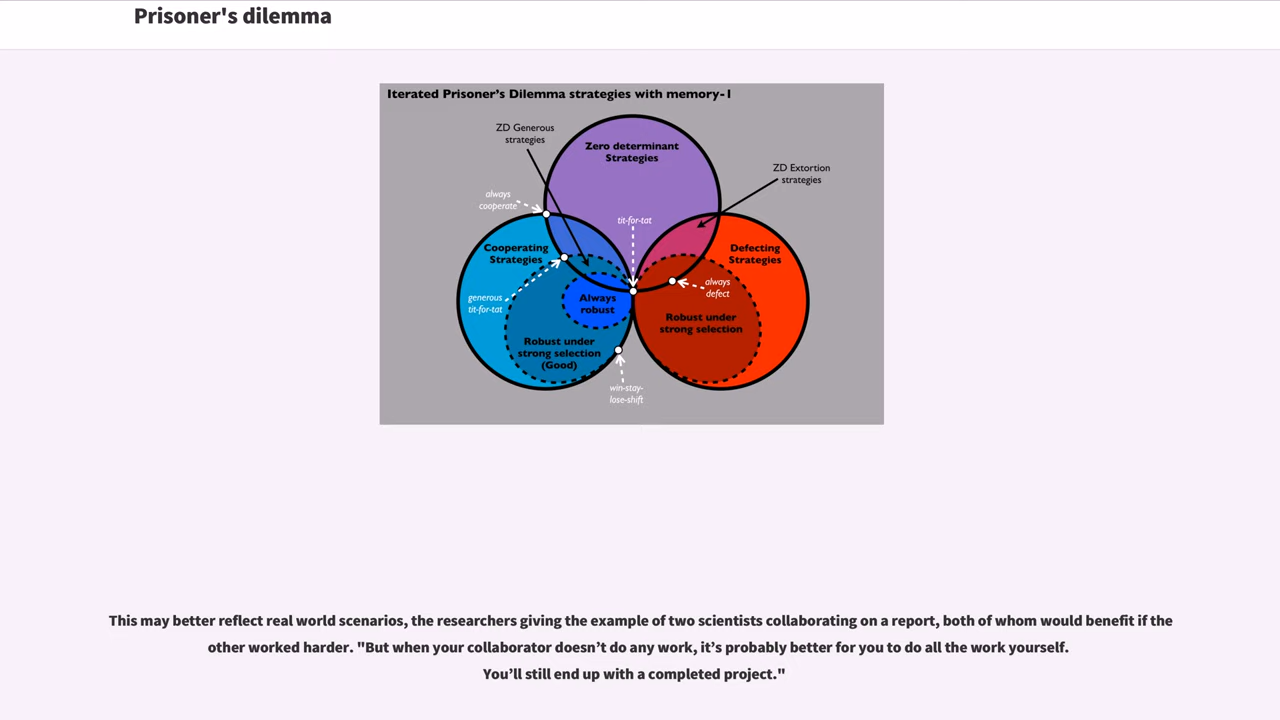 Prisoner's dilemma
Iterated Prisoner’s Dilemma strategies with memory-1
ZD Generous
strategies
Zero determinant
Strategies
ZD Extortion
strategies
always
cooperate
tit-for-tat
Cooperating
Strategies
Defecting
Strategies
generous
tit-for-tat
Always
robust
always
defect
Robust under
strong selection
Robust under
strong selection
(Good)
win-stay-
lose-shift
This may better reflect real world scenarios, the researchers giving the example of two scientists collaborating on a report, both of whom would benefit if the
other worked harder. "But when your collaborator doesn’t do any work, it’s probably better for you to do all the work yourself.
You’ll still end up with a completed project."